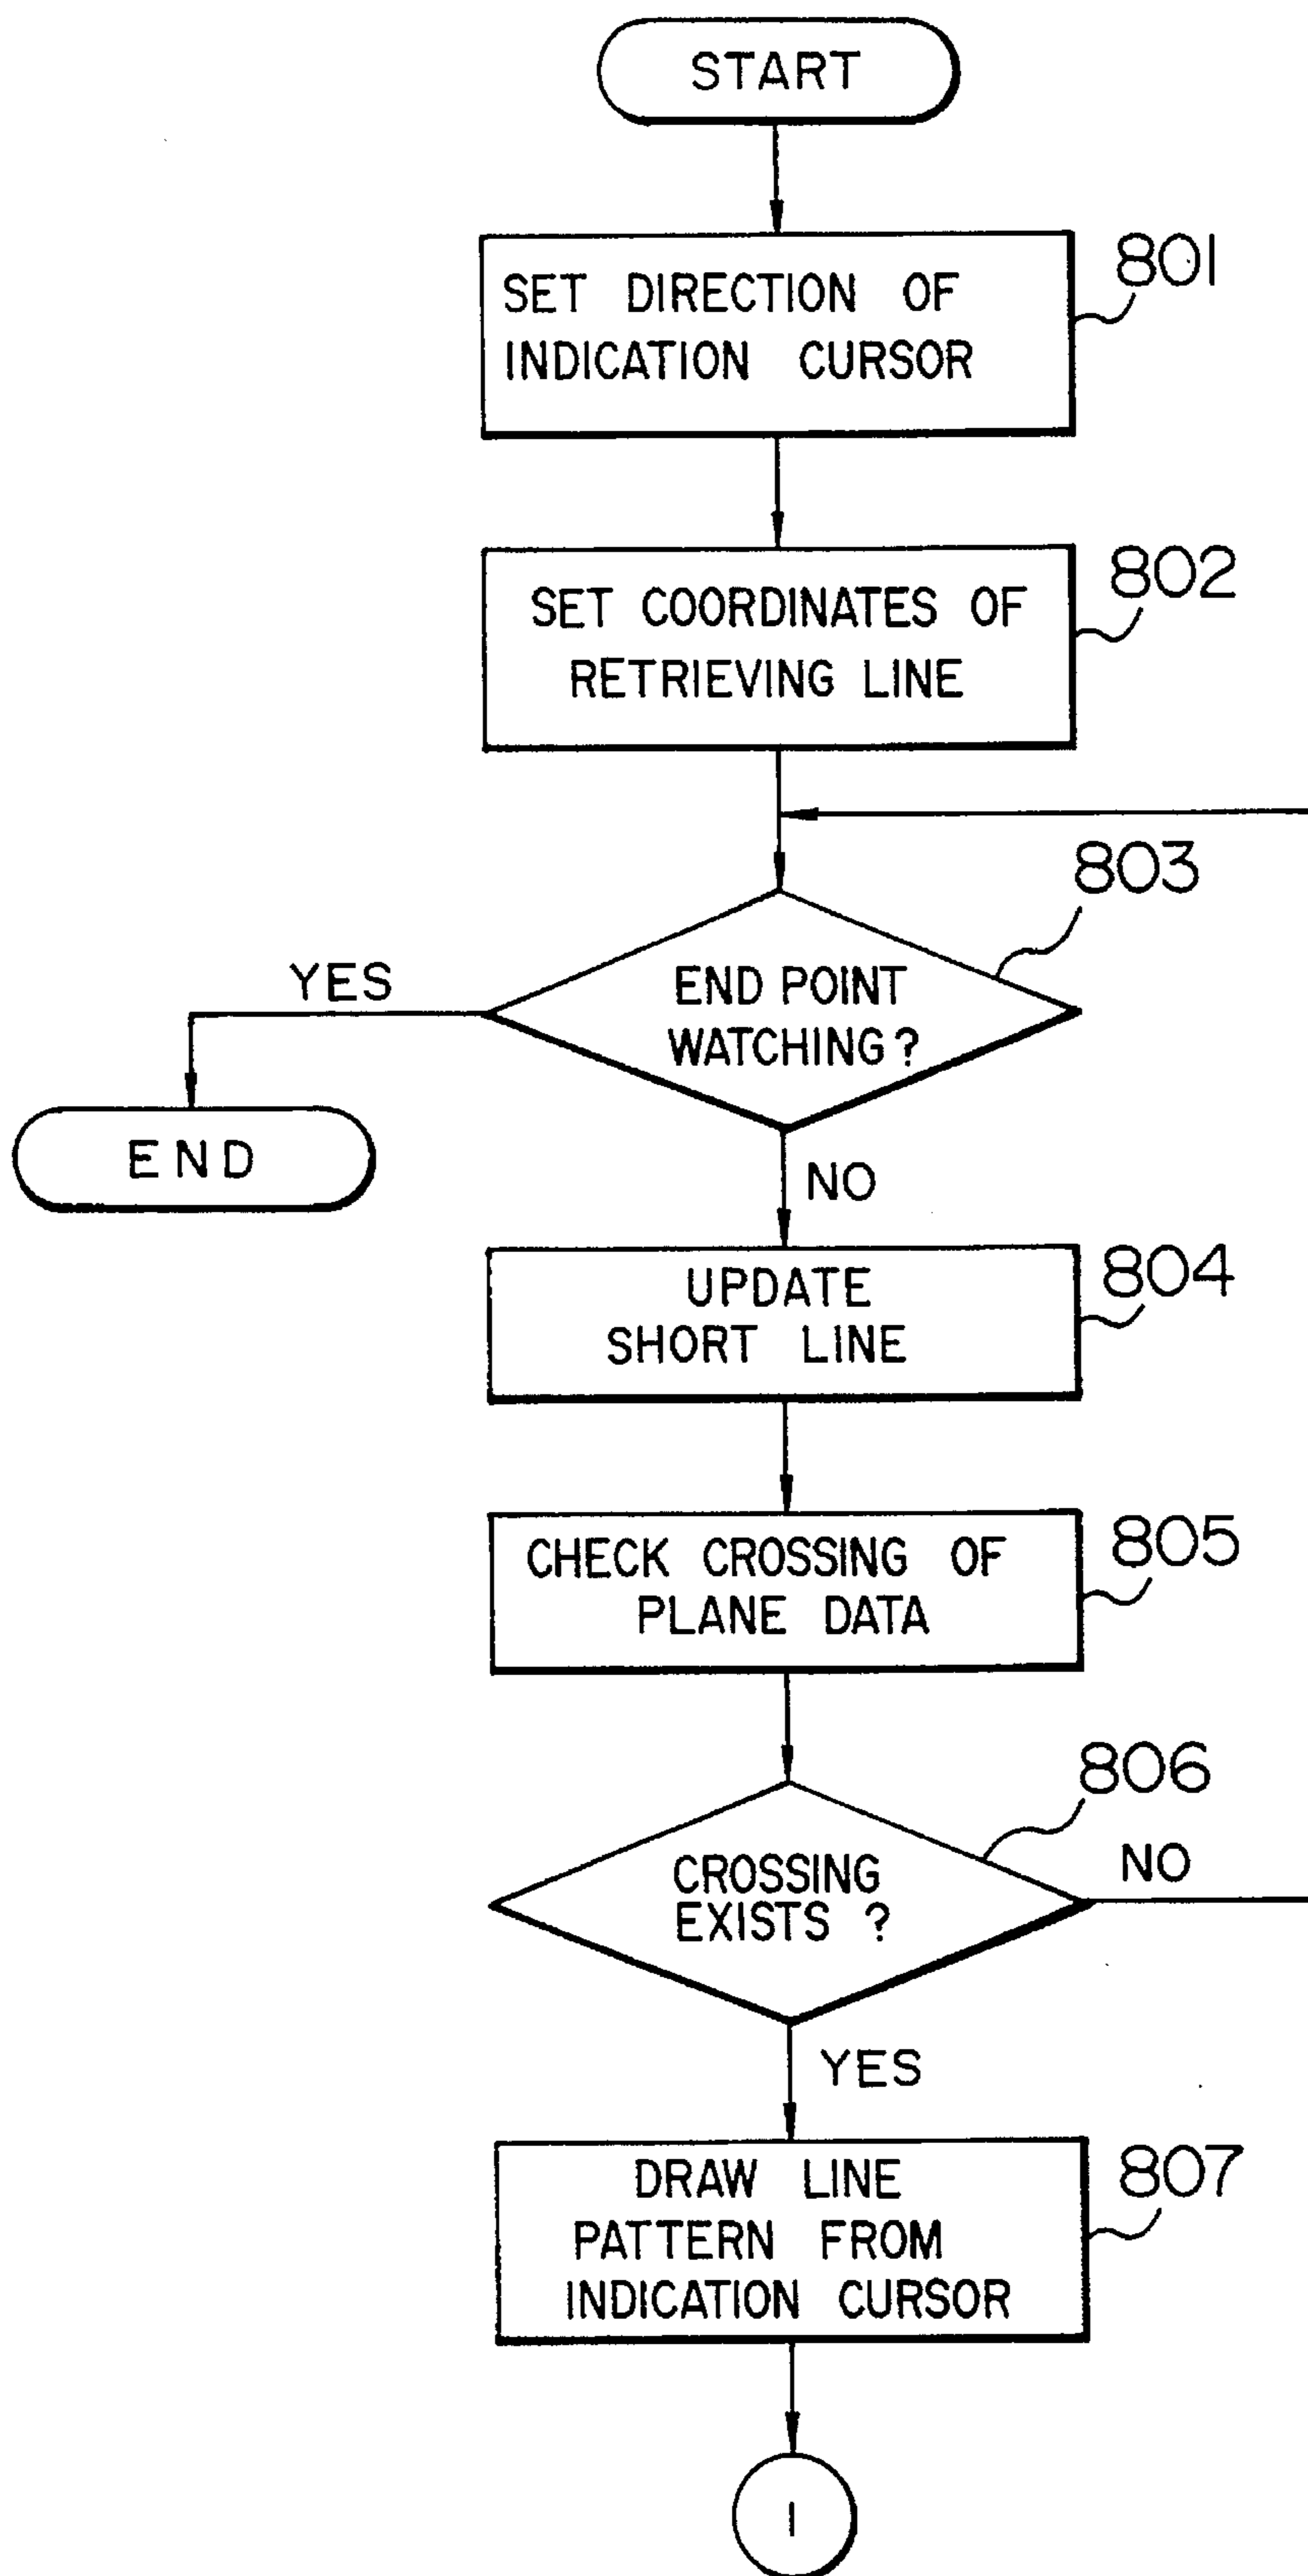 START
SET DIRECTION OF
INDICATION CURSOR
801
SET COORDINATES OF
RETRIEVING LINE
802
803
END POINT
WATCHING?
YES
END
NO
UPDATE
SHORT LINE
804
CHECK CROSSING OF
PLANE DATA
805
806
CROSSING
EXISTS ?
NO
YES
DRAW LINE
PATTERN FROM
INDICATION CURSOR
807
1